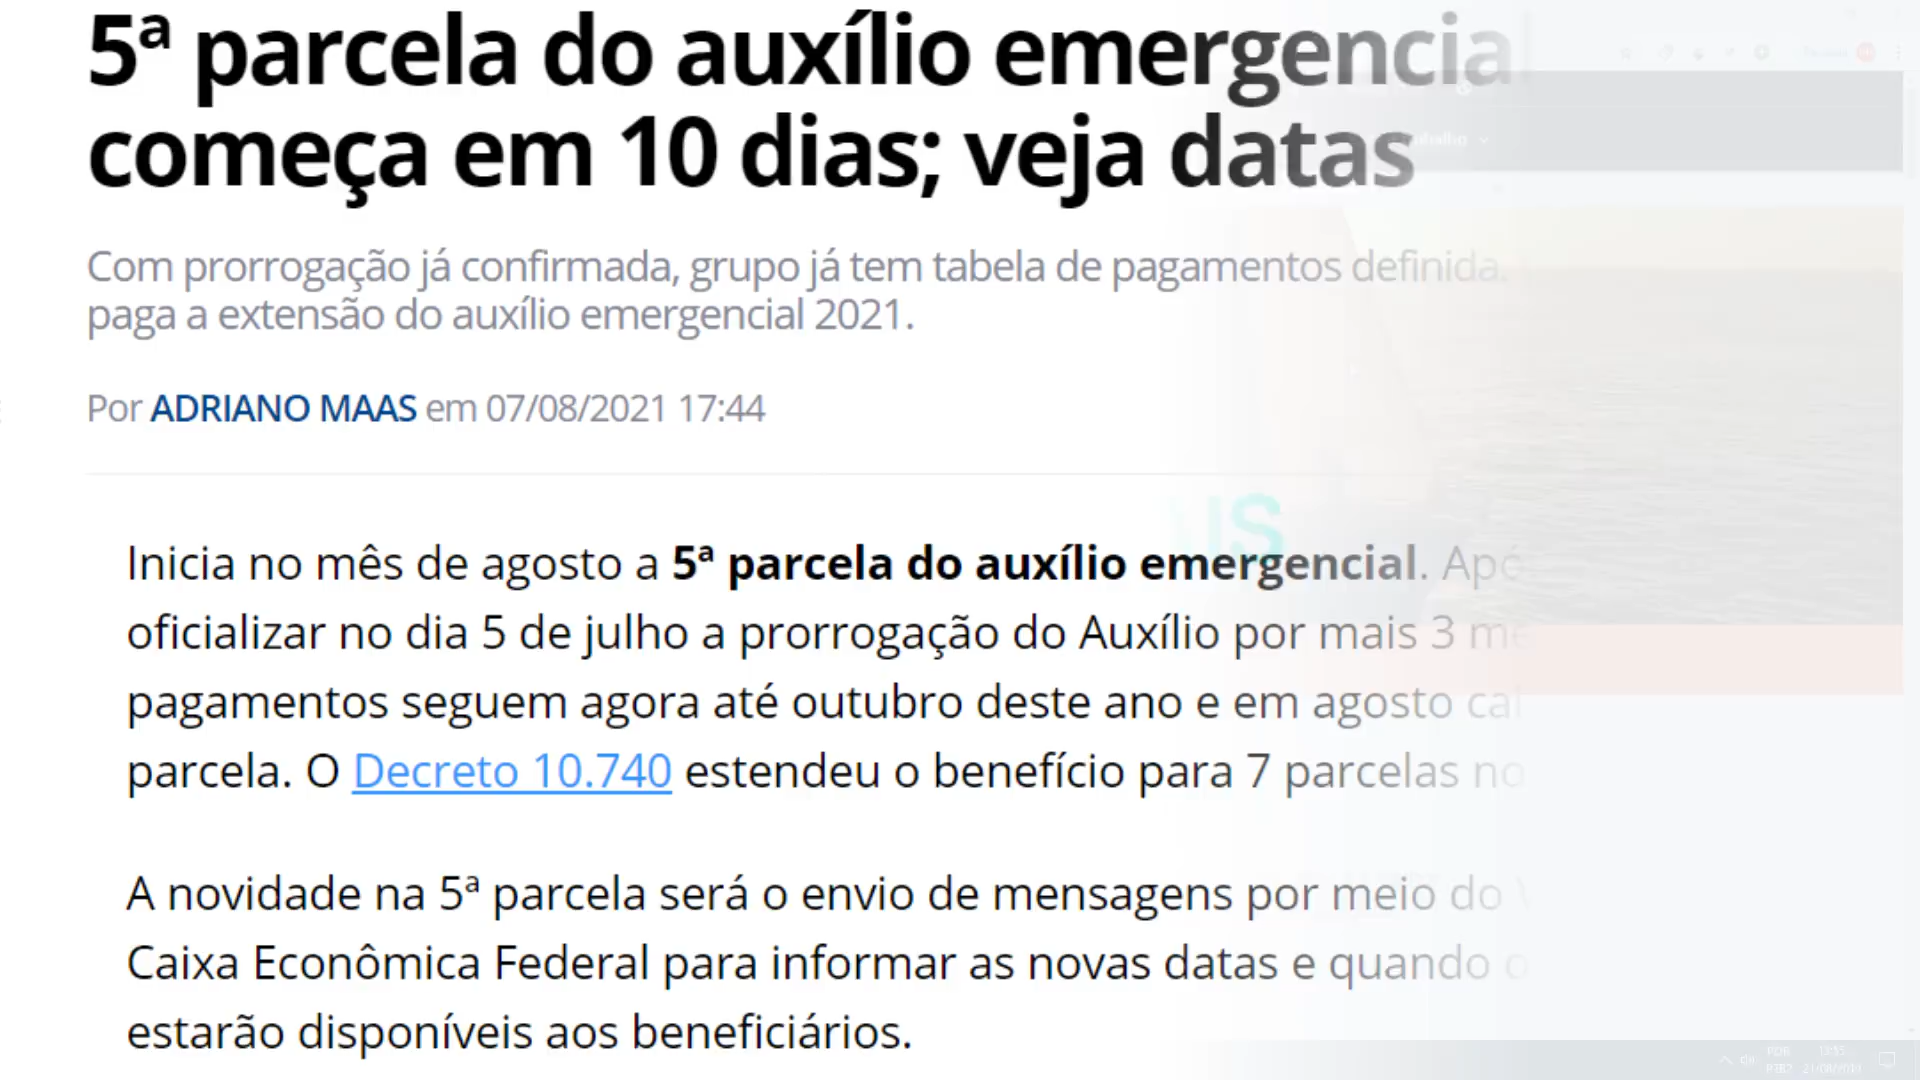 5ª parcela do auxílio emergencial
começa em 10 dias; veja datas
Com prorrogação já confirmada, grupo já tem tabela de pagamentos definida.
paga a extensão do auxílio emergencial 2021.
Por ADRIANO MAAS em 07/08/2021 17:44
Inicia no mês de agosto a 5ª parcela do auxílio emergencial. Apó
oficializar no dia 5 de julho a prorrogação do Auxílio por mais 3 me
pagamentos seguem agora até outubro deste ano e em agosto
parcela. O Decreto 10.740 estendeu o benefício para 7 parcelas no
A novidade na 5ª parcela será o envio de mensagens por meio do
Caixa Econômica Federal para informar as novas datas e quando
estarão disponíveis aos beneficiários.